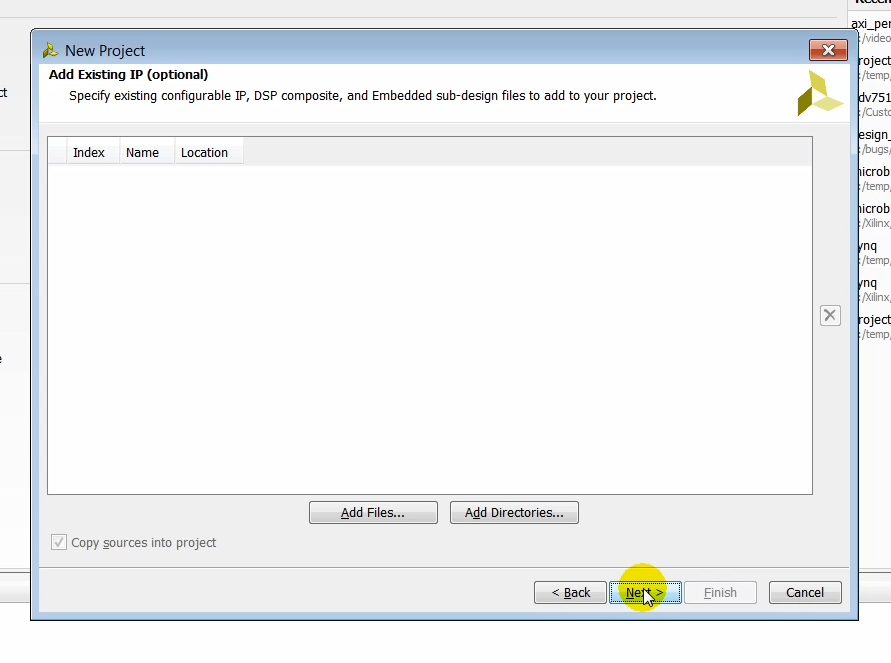 New Project
Add Existing IP (optional)
Specify existing configurable IP, DSP composite, and Embedded sub-design files to add to your project.
Index Name Location
Add Files... Add Directories...
Copy sources into project
< Back Next > Finish Cancel
ct
e
axi_per
:/video
roject
:/temp,
dv751
:/Custo
esign_
:/bugs/
nicrob
:/temp,
nicrob
:/Xilinx,
ynq
:/temp,
ynq
:/Xilinx,
roject
:/temp,